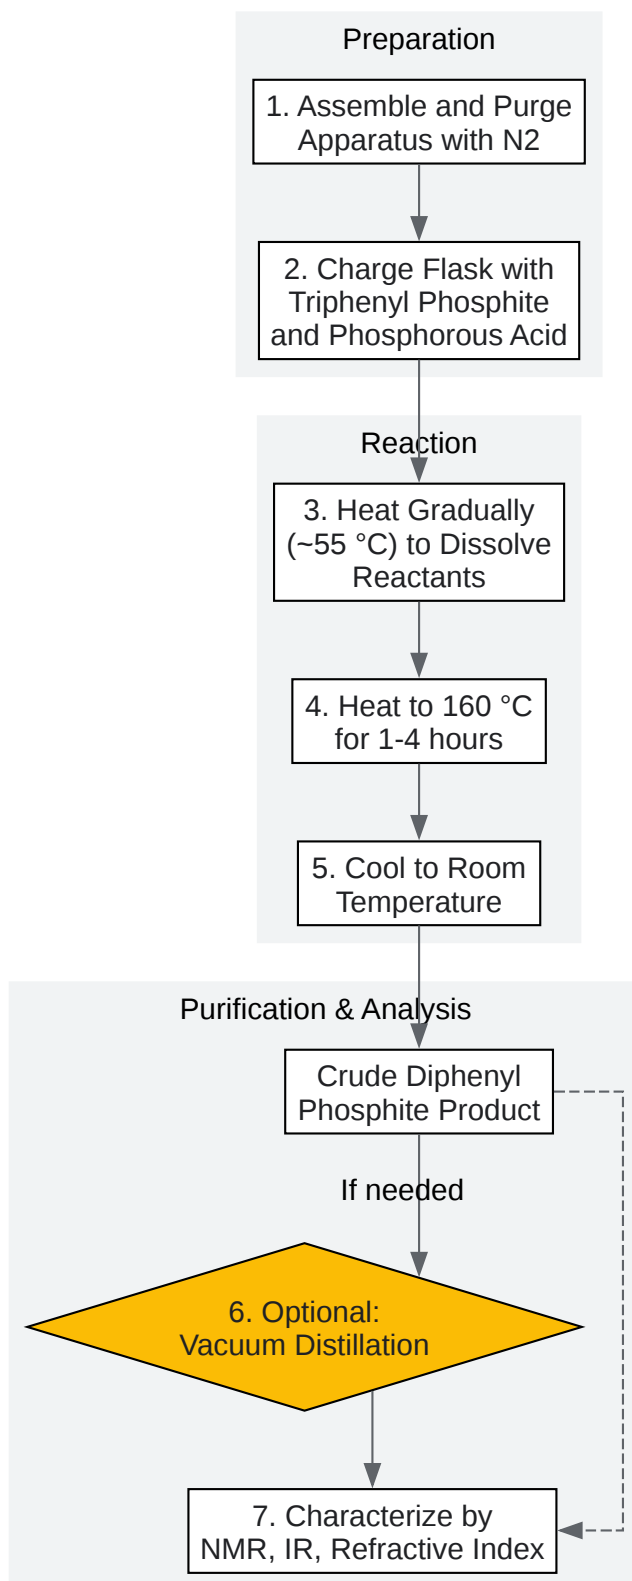 Preparation
1. Assemble and Purge
Apparatus with N2
2. Charge Flask with
Triphenyl Phosphite
and Phosphorous Acid
Reaction
3. Heat Gradually
(~55 °C) to Dissolve
Reactants
4. Heat to 160 °C
for 1-4 hours
5. Cool to Room
Temperature
Purification & Analysis
Crude Diphenyl
Phosphite Product
If needed
6. Optional:
Vacuum Distillation
7. Characterize by
NMR, IR, Refractive Index